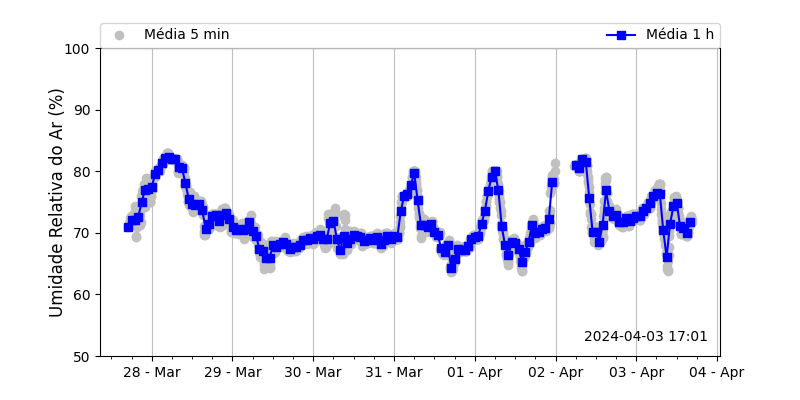 Média 5 min
Média 1 h
Umidade Relativa do Ar (%)
100
90
80
70
60
50
2024-04-03 17:01
28 - Mar
29 - Mar
30 - Mar
31 - Mar
01 - Apr
02 - Apr
03 - Apr
04 - Apr